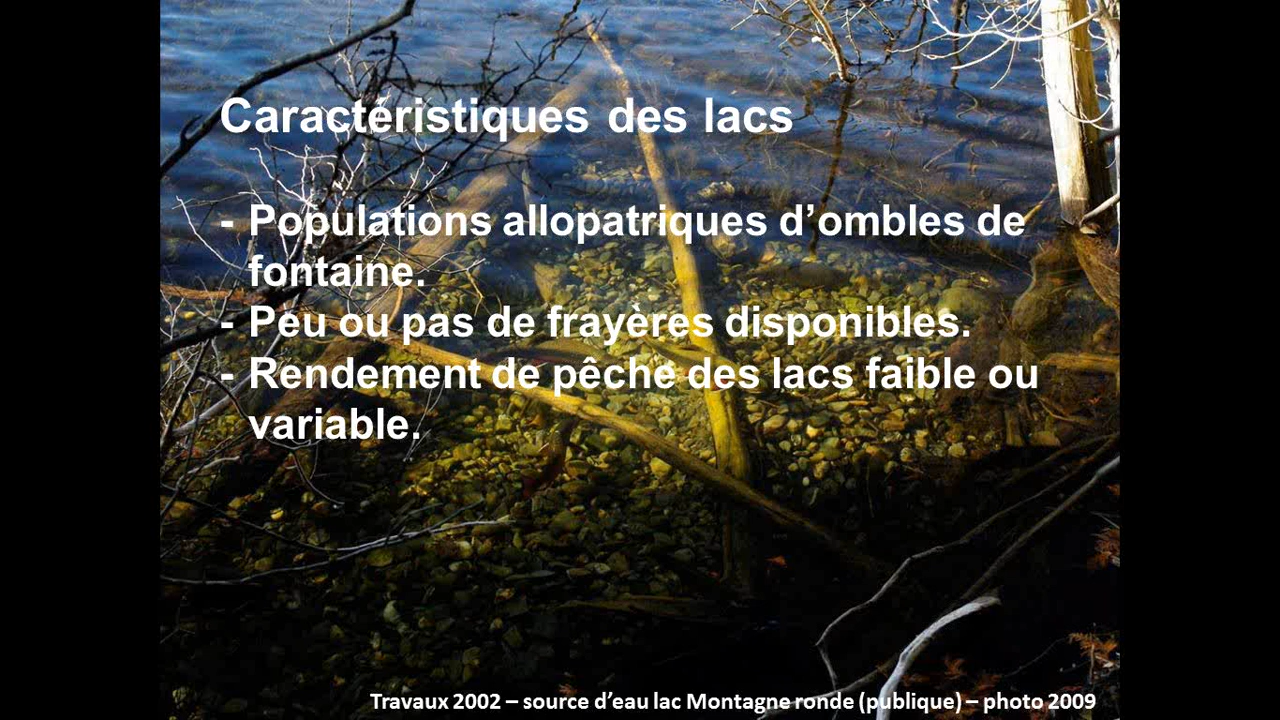 Caractéristiques des lacs
- Populations allopatriques d’ombles de
fontaine.
- Peu ou pas de frayères disponibles.
- Rendement de pêche des lacs faible ou
variable.
Travaux 2002 – source d’eau lac Montagne ronde (publique) – photo 2009